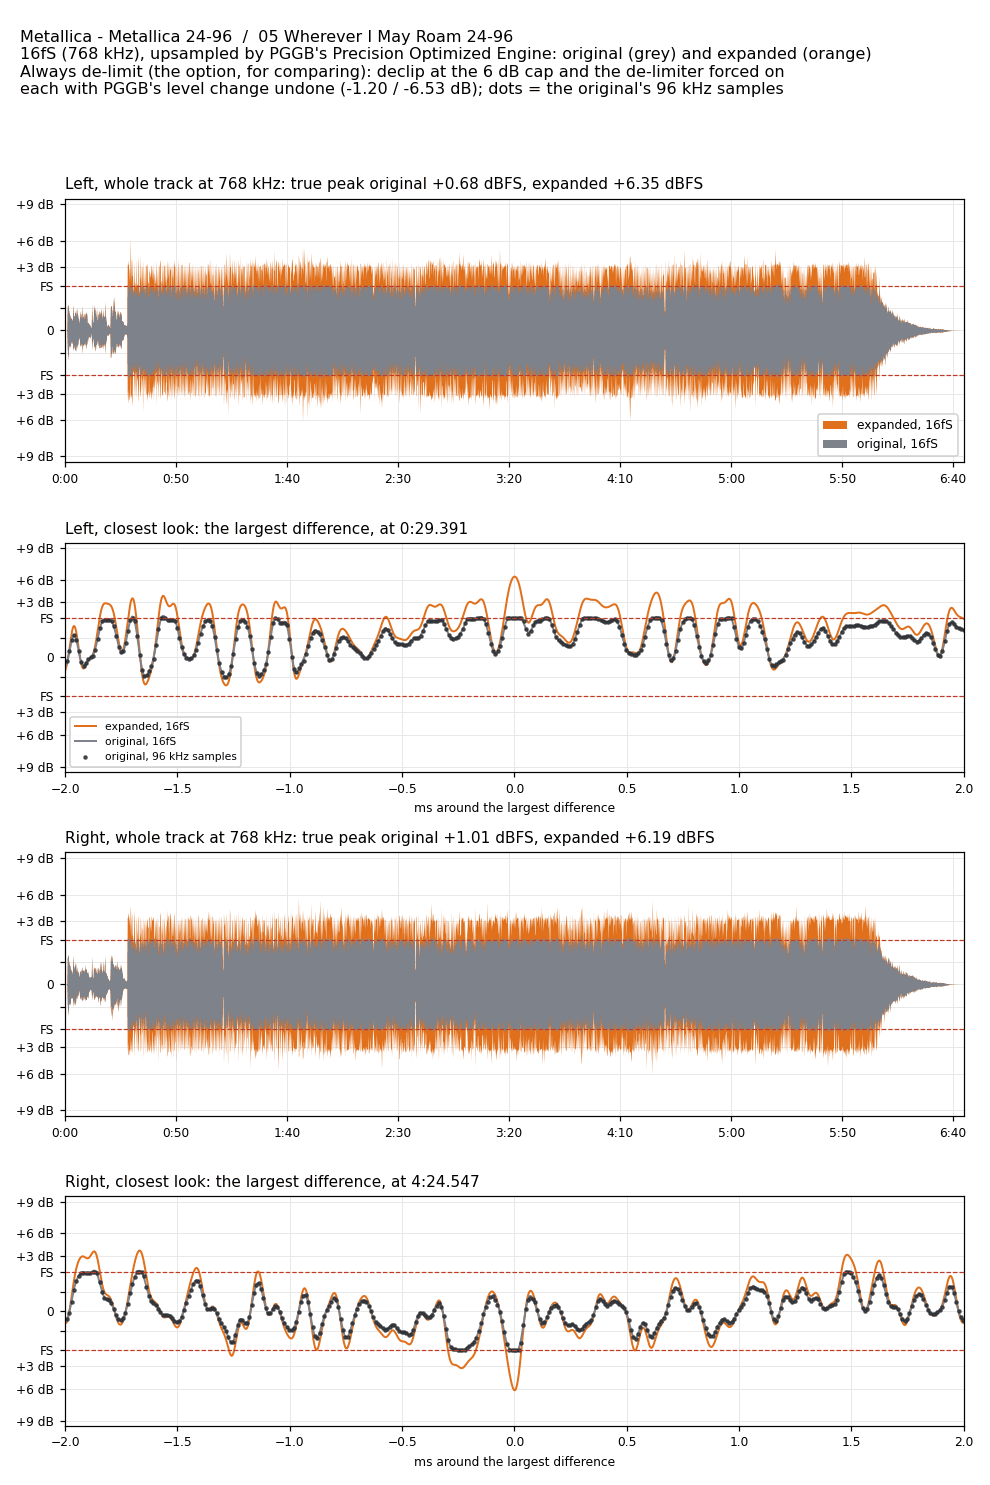 Metallica - Metallica 24-96  /  05 Wherever I May Roam 24-96
16fS (768 kHz), upsampled by PGGB's Precision Optimized Engine: original (grey) and expanded (orange)
Always de-limit (the option, for comparing): declip at the 6 dB cap and the de-limiter forced on
each with PGGB's level change undone (-1.20 / -6.53 dB); dots = the original's 96 kHz samples
Left, whole track at 768 kHz: true peak original +0.68 dBFS, expanded +6.35 dBFS
+9 dB
+6 dB
+3 dB
FS
0
FS
+3 dB
+6 dB
+9 dB
expanded, 16fS
original, 16fS
0:00 0:50 1:40 2:30 3:20 4:10 5:00 5:50 6:40
Left, closest look: the largest difference, at 0:29.391
+9 dB
+6 dB
+3 dB
FS
0
FS
+3 dB
+6 dB
+9 dB
expanded, 16fS
original, 16fS
original, 96 kHz samples
−2.0 −1.5 −1.0 −0.5 0.0 0.5 1.0 1.5 2.0
ms around the largest difference
Right, whole track at 768 kHz: true peak original +1.01 dBFS, expanded +6.19 dBFS
+9 dB
+6 dB
+3 dB
FS
0
FS
+3 dB
+6 dB
+9 dB
0:00 0:50 1:40 2:30 3:20 4:10 5:00 5:50 6:40
Right, closest look: the largest difference, at 4:24.547
+9 dB
+6 dB
+3 dB
FS
0
FS
+3 dB
+6 dB
+9 dB
−2.0 −1.5 −1.0 −0.5 0.0 0.5 1.0 1.5 2.0
ms around the largest difference